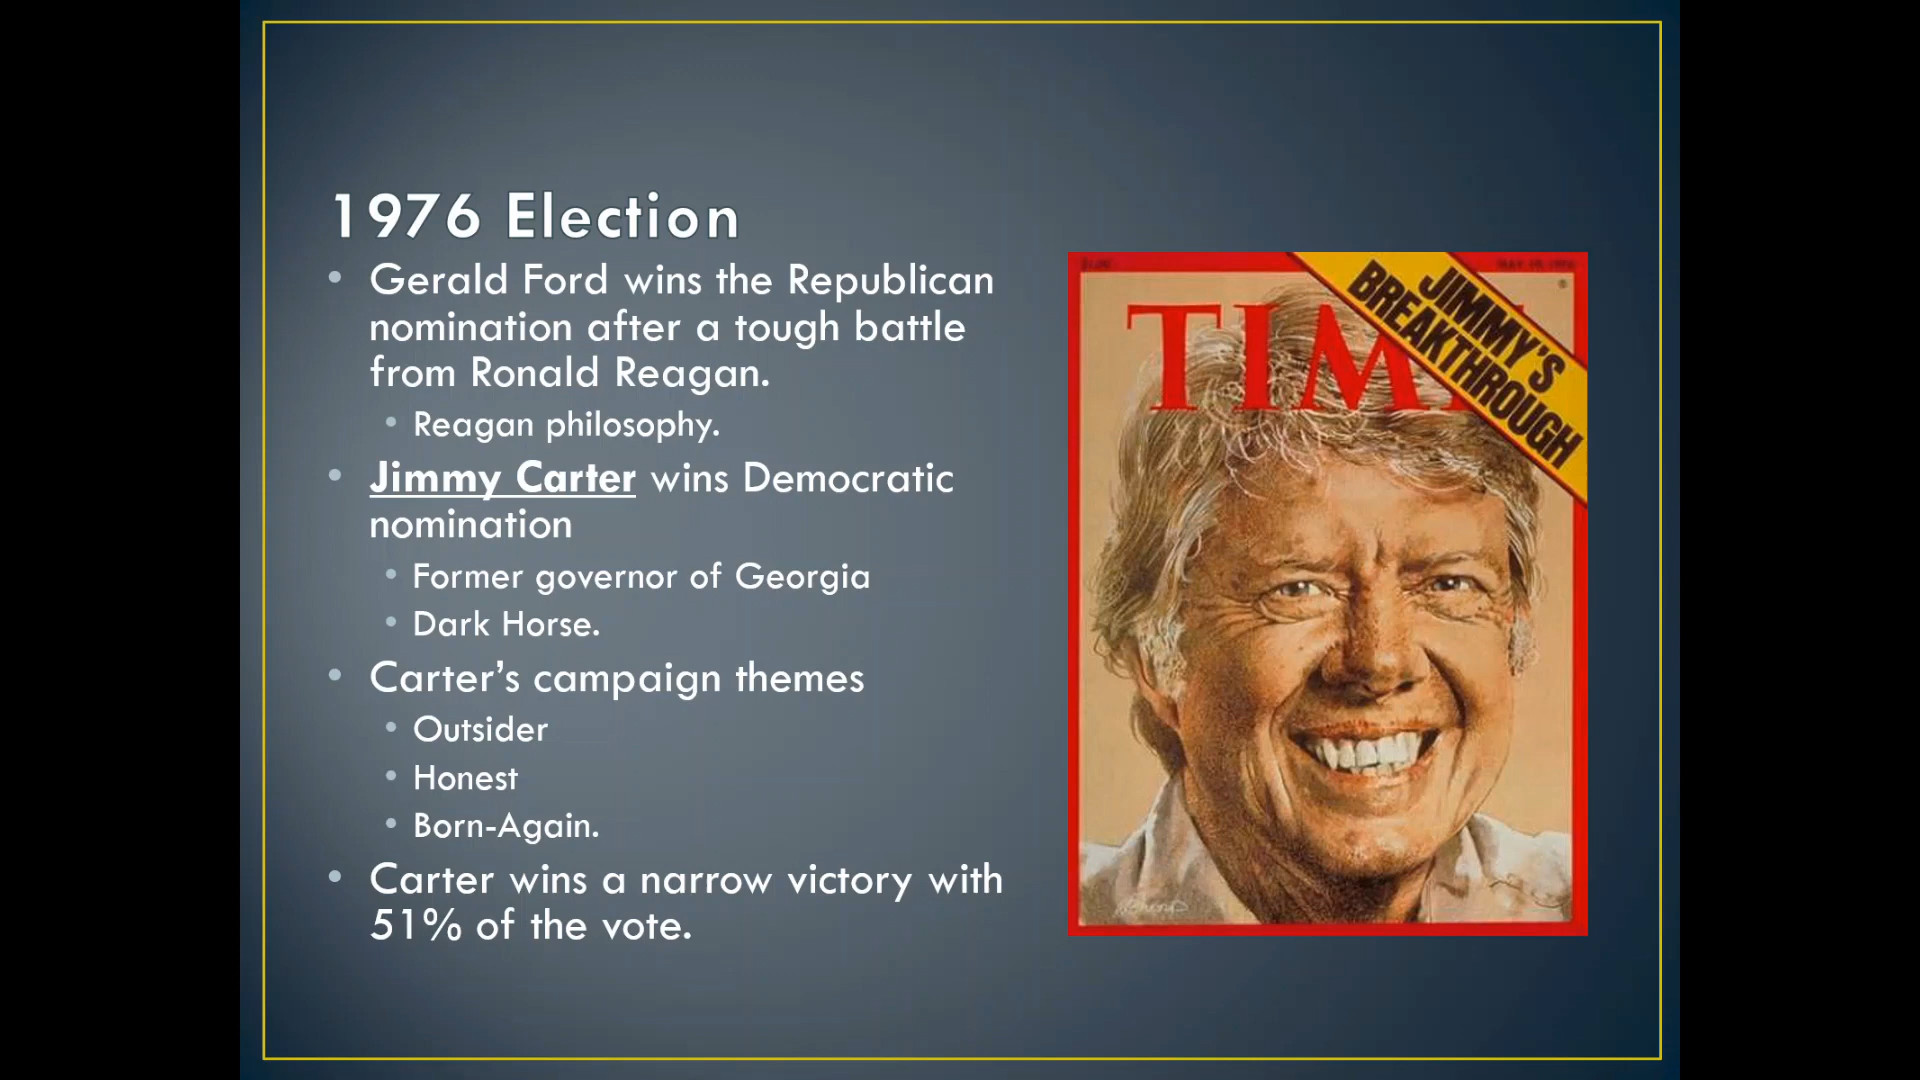 1976 Election
• Gerald Ford wins the Republican
nomination after a tough battle
from Ronald Reagan.
• Reagan philosophy.
• Jimmy Carter wins Democratic
nomination
• Former governor of Georgia
• Dark Horse.
• Carter’s campaign themes
• Outsider
• Honest
• Born-Again.
• Carter wins a narrow victory with
51% of the vote.
JIMMY'S
BREAKTHROUGH
TIM